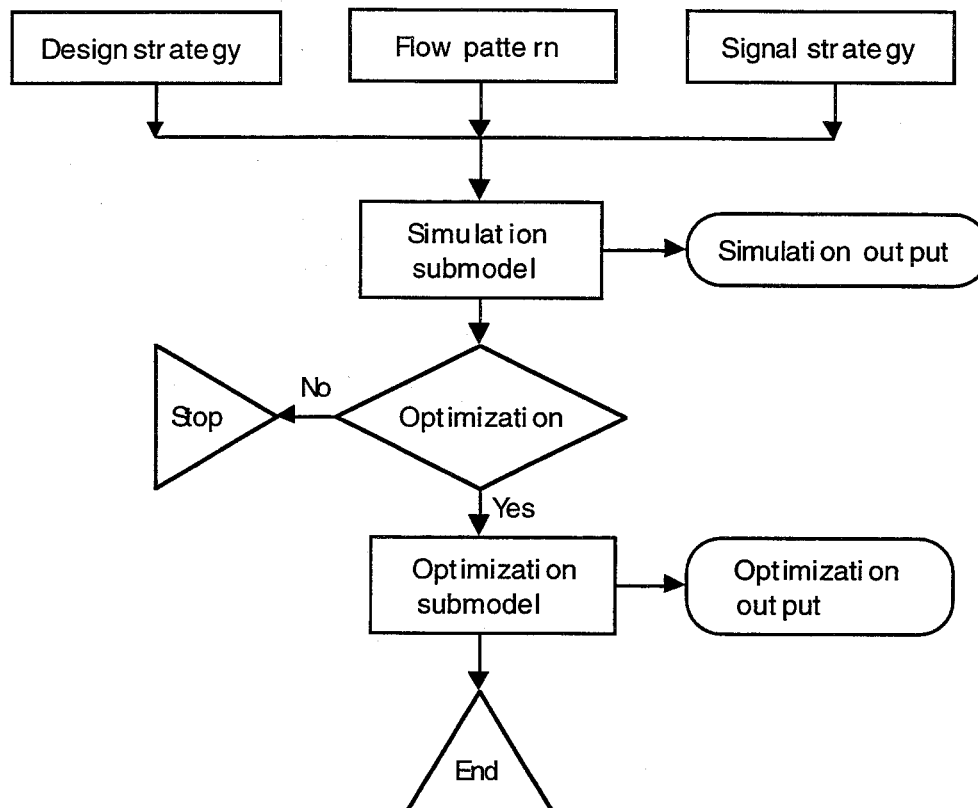 Design strategy
Flow pattern
Signal strategy
Simulation
submodel
Simulation output
No
Stop
Optimization
Yes
Optimization
submodel
Optimization
output
End